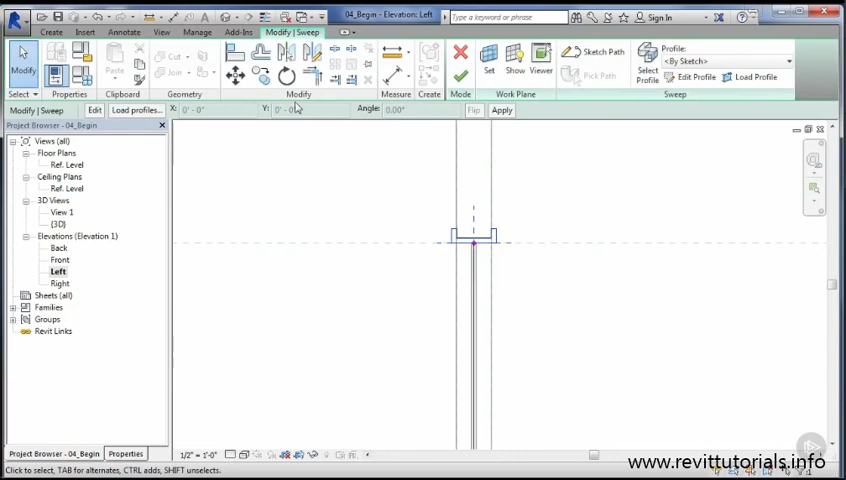 04_Begin - Elevation: Left
Type a keyword or phrase
Sign In
Create
Insert
Annotate
View
Manage
Add-Ins
Modify | Sweep
Modify
Paste
Cut
Join
Set
Show
Viewer
Sketch Path
Pick Path
Select Profile
Profile:
<By Sketch>
Edit Profile
Load Profile
Select
Properties
Clipboard
Geometry
Modify
Measure
Create
Mode
Work Plane
Sweep
Modify | Sweep
Edit
Load profiles...
X:
0' - 0"
Y:
0' - 0"
Angle:
0.00°
Flip
Apply
Project Browser - 04_Begin
Views (all)
Floor Plans
Ref. Level
Ceiling Plans
Ref. Level
3D Views
View 1
{3D}
Elevations (Elevation 1)
Back
Front
Left
Right
Sheets (all)
Families
Groups
Revit Links
Project Browser - 04_Begin
Properties
1/2" = 1'-0"
Click to select, TAB for alternates, CTRL adds, SHIFT unselects.
www.revittutorials.info